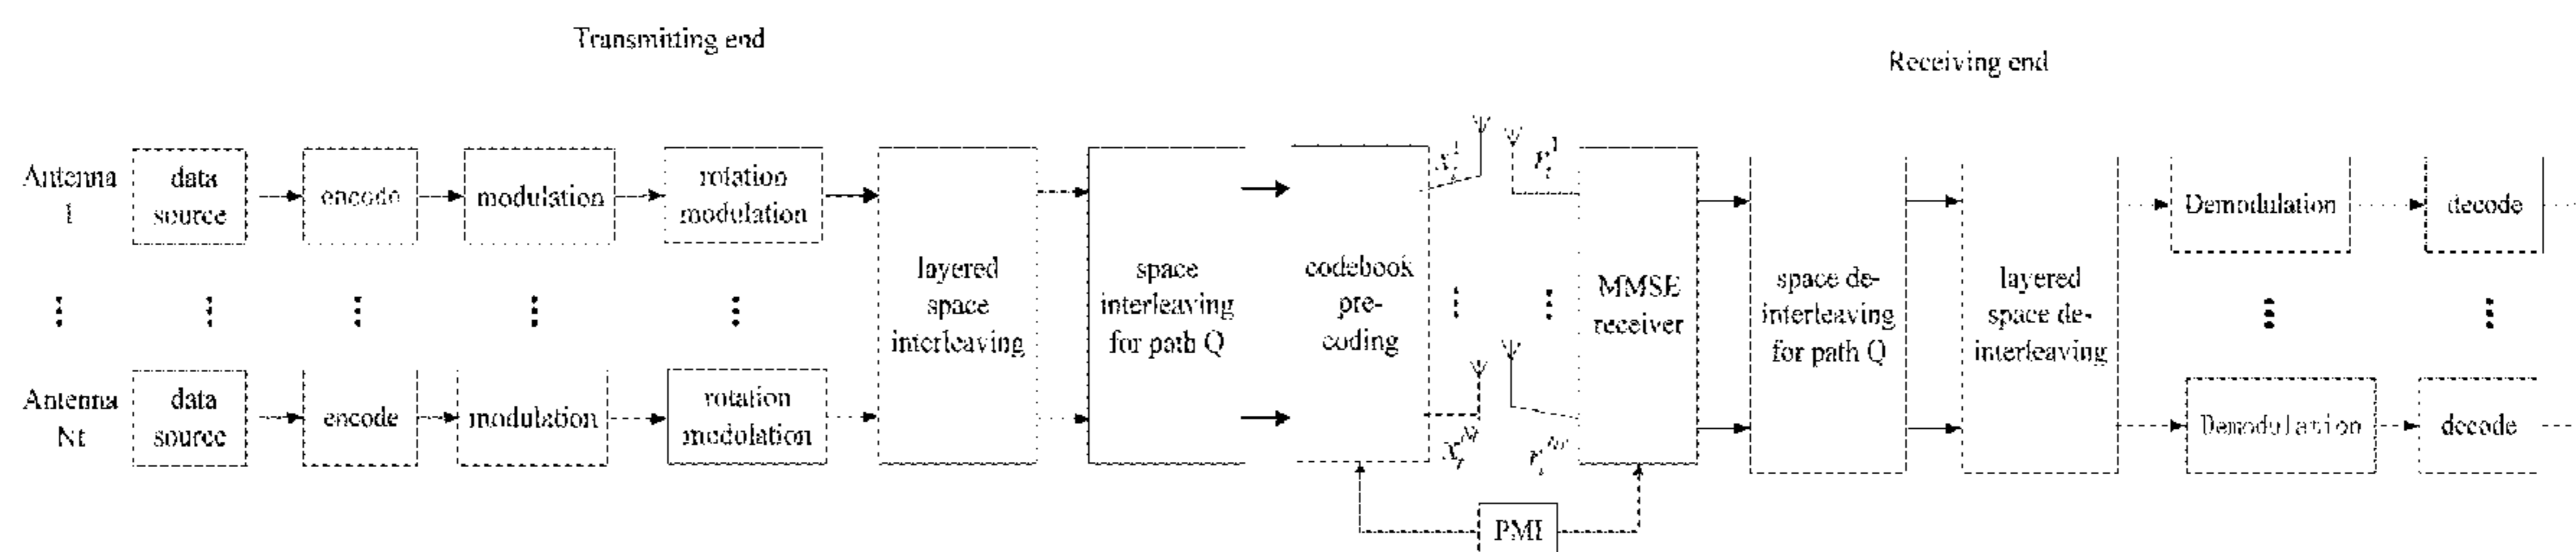 Transmitting end
Receiving end
Antenna
1
data
source
encode
modulation
rotation
modulation
layered
space
interleaving
space
interleaving
for path Q
codebook
pre-
coding
MMSE
receiver
space de-
interleaving
for path Q
layered
space de-
interleaving
Demodulation
decode
Antenna
Nt
data
source
encode
modulation
rotation
modolation
Demodulation
decode
PMI